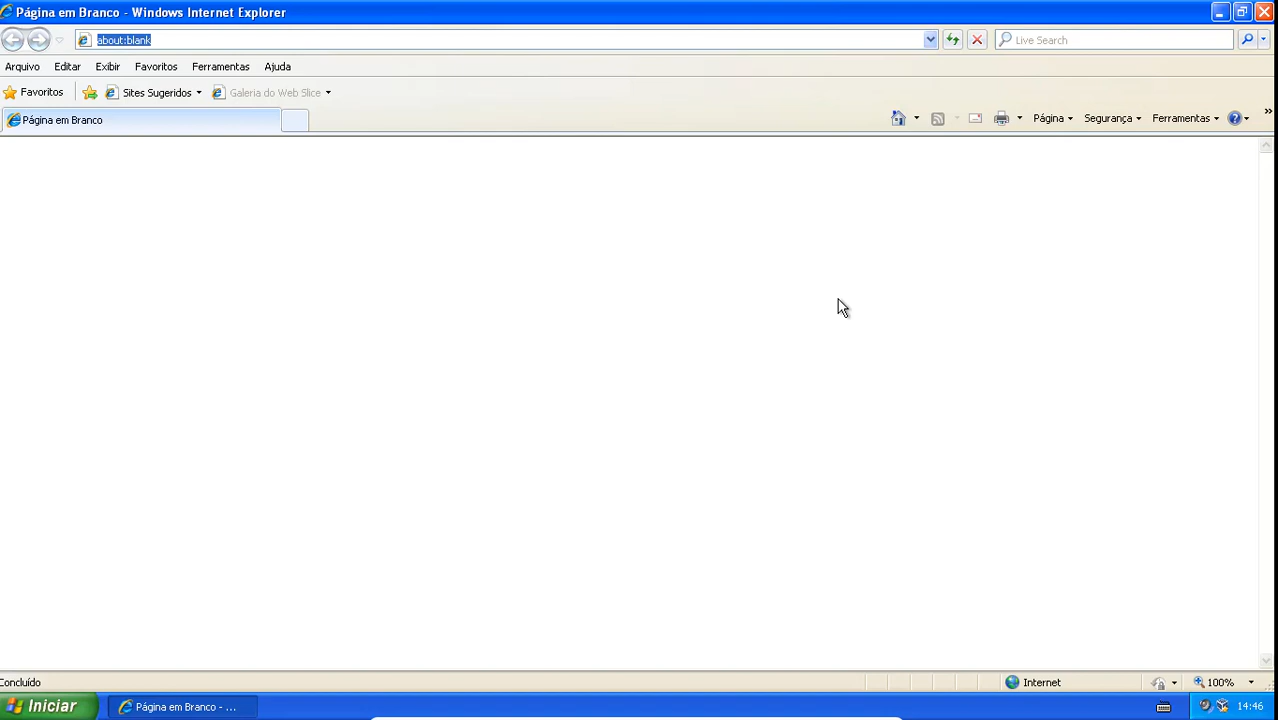 Página em Branco - Windows Internet Explorer
about:blank
Live Search
Arquivo Editar Exibir Favoritos Ferramentas Ajuda
Favoritos Sites Sugeridos Galeria do Web Slice
Página em Branco
Página Segurança Ferramentas »
Concluído
Internet
100%
Iniciar
Página em Branco - ...
14:46